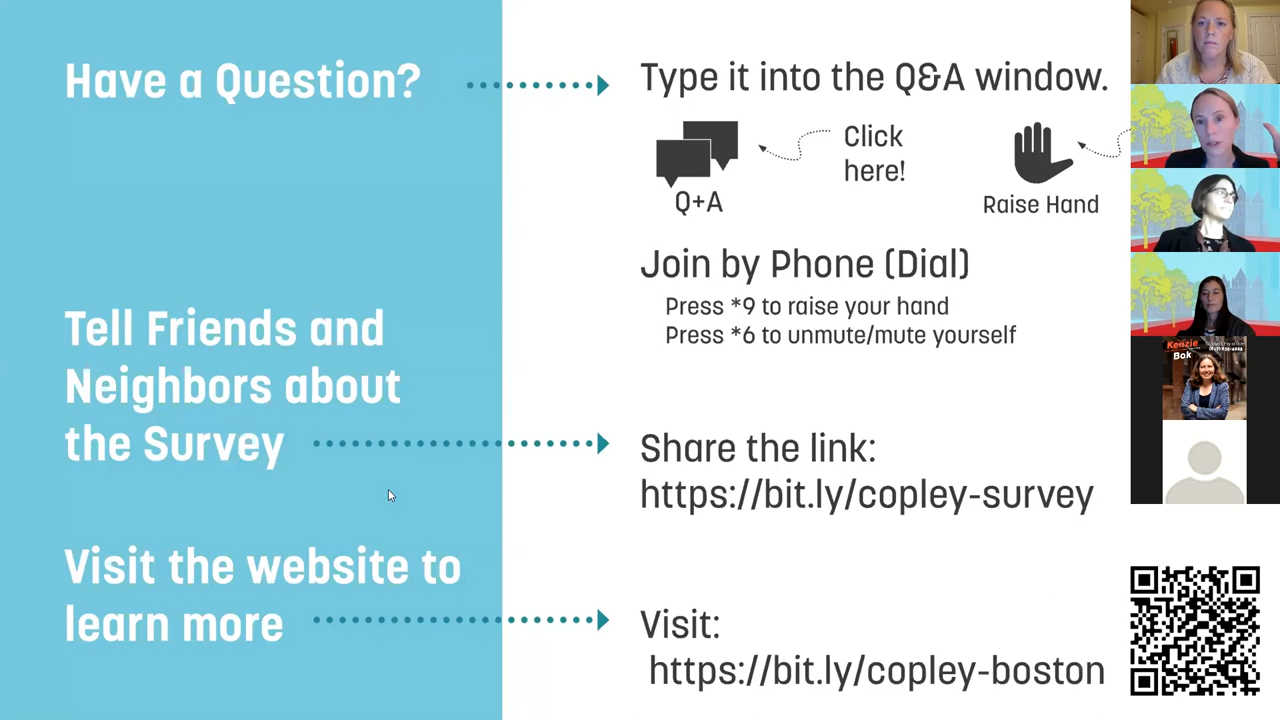 Have a Question?
Type it into the Q&A window.
Click
here!
Q+A
Raise Hand
Join by Phone (Dial)
Press *9 to raise your hand
Press *6 to unmute/mute yourself
Tell Friends and
Neighbors about
the Survey
Share the link:
https://bit.ly/copley-survey
Visit the website to
learn more
Visit:
https://bit.ly/copley-boston
Kenzie
Bok